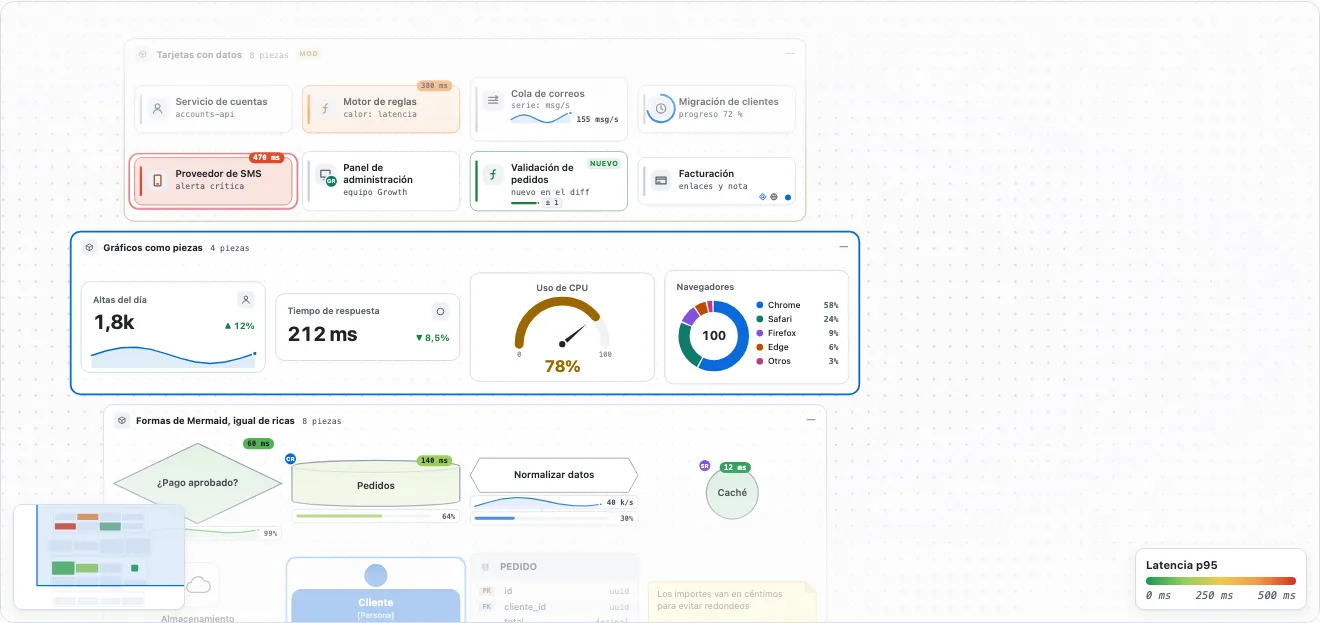 Tarjetas con datos 8 piezas MOD
Servicio de cuentas
accounts-api
380 ms
Motor de reglas
calor: latencia
Cola de correos
serie: msg/s
155 msg/s
Migración de clientes
progreso 72 %
470 ms
Proveedor de SMS
alerta crítica
Panel de
administración
equipo Growth
GR
NUEVO
Validación de
pedidos
nuevo en el diff
± 1
Facturación
enlaces y nota
Gráficos como piezas 4 piezas
Altas del día
1,8k
▲ 12%
Tiempo de respuesta
212 ms
▼ 8,5%
Uso de CPU
0 100
78%
Navegadores
100
Chrome 58%
Safari 24%
Firefox 9%
Edge 6%
Otros 3%
Formas de Mermaid, igual de ricas 8 piezas
60 ms
¿Pago aprobado?
99%
GR
140 ms
Pedidos
64%
Normalizar datos
40 k/s
30%
SR
12 ms
Caché
Almacenamiento
Cliente
[Persona]
PEDIDO
PK id uuid
FK cliente_id uuid
total decimal
Los importes van en céntimos
para evitar redondeos
Latencia p95
0 ms 250 ms 500 ms